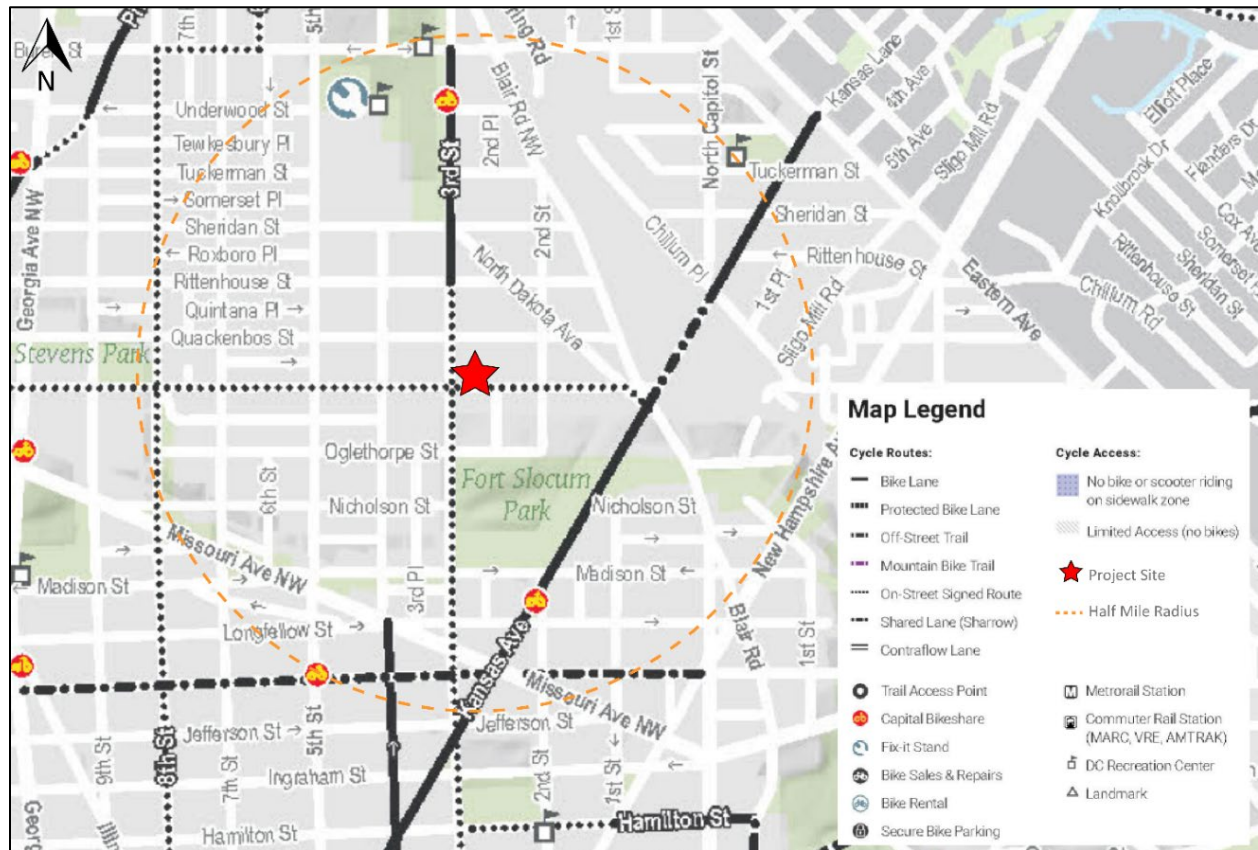 N
5th St
1st St
Underwood St
Tewkesbury Pl
Tuckerman St
Somerset Pl
Sheridan St
Roxboro Pl
Rittenhouse St
Quintana Pl
Quackenbos St
Georgia Ave NW
Stevens Park
3rd St
2nd Pl
2nd St
Blair Rd NW
North Capitol St
North Dakota Ave
Chillum Pl
Kansas Lane
4th Ave
5th Ave
Sligo Mill Rd
Tuckerman St
Sheridan St
Rittenhouse St
1st Pl
Sligo Mill Rd
Eastern Ave
Elliott Place
Knollbrook Dr
Rittenhouse St
Sheridan St
Chillum Rd
Oglethorpe St
Nicholson St
6th St
Fort Slocum
Park
Nicholson St
Missouri Ave NW
Madison St
3rd Pl
Madison St
Longfellow St
Kansas Ave
Missouri Ave NW
New Hampshire Av
Blair Rd
1st St
Jefferson St
Jefferson St
9th St
8th St
7th St
5th St
Ingraham St
Hamilton St
2nd St
1st St
Hamilton St
Map Legend
Cycle Routes:
Bike Lane
Protected Bike Lane
Off-Street Trail
Mountain Bike Trail
On-Street Signed Route
Shared Lane (Sharrow)
Contraflow Lane
Trail Access Point
Capital Bikeshare
Fix-it Stand
Bike Sales & Repairs
Bike Rental
Secure Bike Parking
Cycle Access:
No bike or scooter riding
on sidewalk zone
Limited Access (no bikes)
Project Site
Half Mile Radius
M Metrorail Station
Commuter Rail Station
(MARC, VRE, AMTRAK)
DC Recreation Center
Landmark